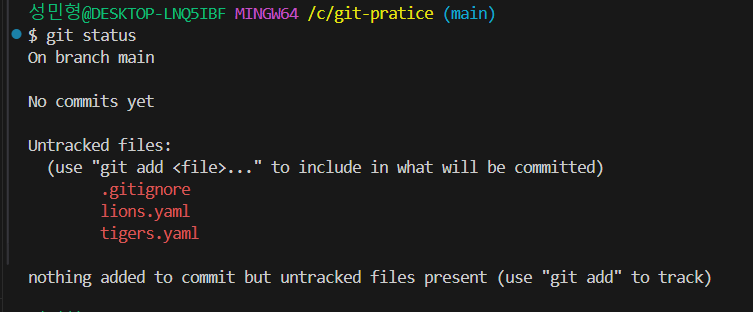 성민형@DESKTOP-LNQ5IBF MINGW64 /c/git-pratice (main)
$ git status
On branch main
No commits yet
Untracked files:
(use "git add <file>..." to include in what will be committed)
.gitignore
lions.yaml
tigers.yaml
nothing added to commit but untracked files present (use "git add" to track)